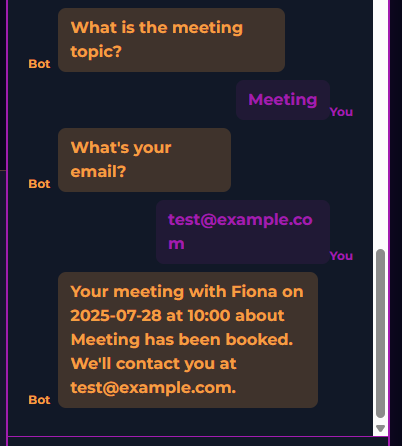 What is the meeting
topic?
Bot
Meeting
You
What's your
email?
Bot
test@example.co
m
You
Your meeting with Fiona on
2025-07-28 at 10:00 about
Meeting has been booked.
We'll contact you at
test@example.com.
Bot